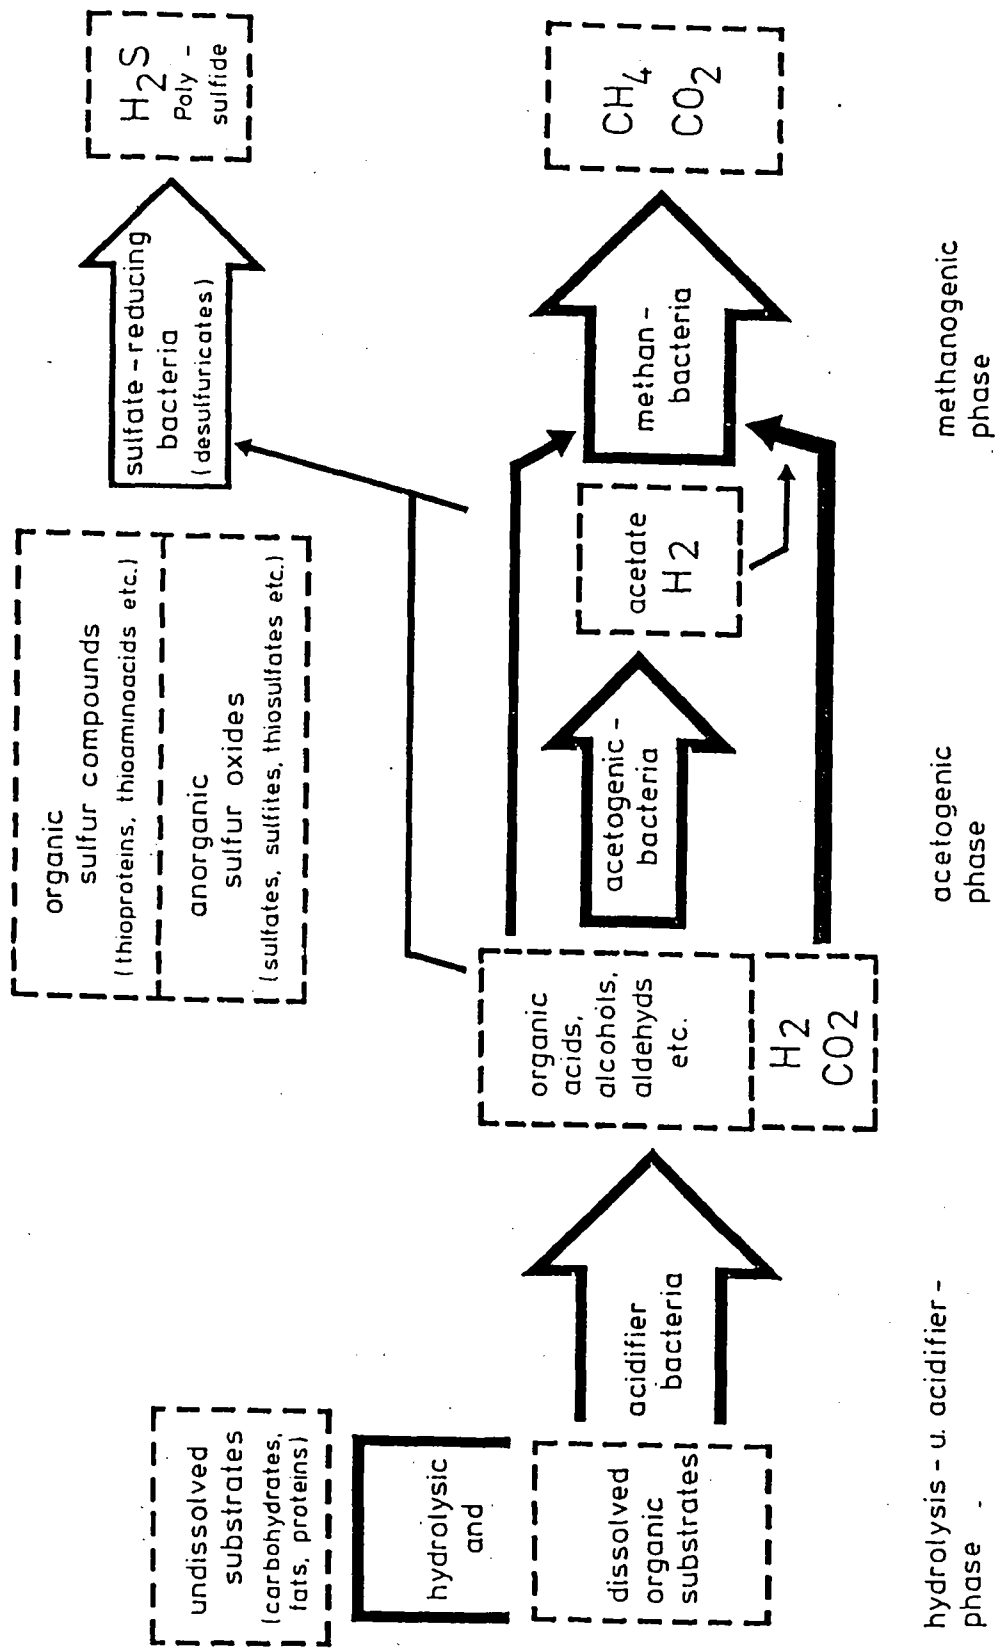 undissolved
substrates
(carbohydrates,
fats, proteins)
hydrolysic
and
dissolved
organic
substrates
acidifier
bacteria
organic
acids,
alcohols,
aldehyds
etc.
H2
CO2
organic
sulfur compounds
(thioproteins, thioaminoacids etc.)
anorganic
sulfur oxides
(sulfates, sulfites, thiosulfates etc.)
acetogenic-
bacteria
acetate
H2
sulfate-reducing
bacteria
(desulfuricates)
methan-
bacteria
H2S
Poly-
sulfide
CH4
CO2
hydrolysis-u. acidifier-
phase
acetogenic
phase
methanogenic
phase